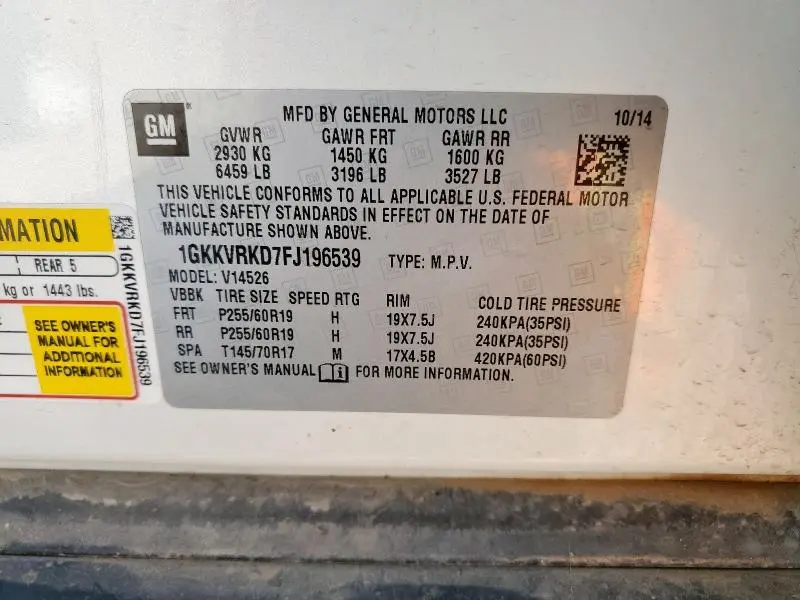 GM
MFD BY GENERAL MOTORS LLC
10/14
GVWR GAWR FRT GAWR RR
2930 KG 1450 KG 1600 KG
6459 LB 3196 LB 3527 LB
THIS VEHICLE CONFORMS TO ALL APPLICABLE U.S. FEDERAL MOTOR
VEHICLE SAFETY STANDARDS IN EFFECT ON THE DATE OF
MANUFACTURE SHOWN ABOVE.
1GKKVRKD7FJ196539 TYPE: M.P.V.
MODEL: V14526
VBBK TIRE SIZE SPEED RTG RIM COLD TIRE PRESSURE
FRT P255/60R19 H 19X7.5J 240KPA(35PSI)
RR P255/60R19 H 19X7.5J 240KPA(35PSI)
SPA T145/70R17 M 17X4.5B 420KPA(60PSI)
SEE OWNER'S MANUAL FOR MORE INFORMATION.
MATION
REAR 5
kg or 1443 lbs.
SEE OWNER'S
MANUAL FOR
ADDITIONAL
INFORMATION
1GKKVRKD7FJ196539